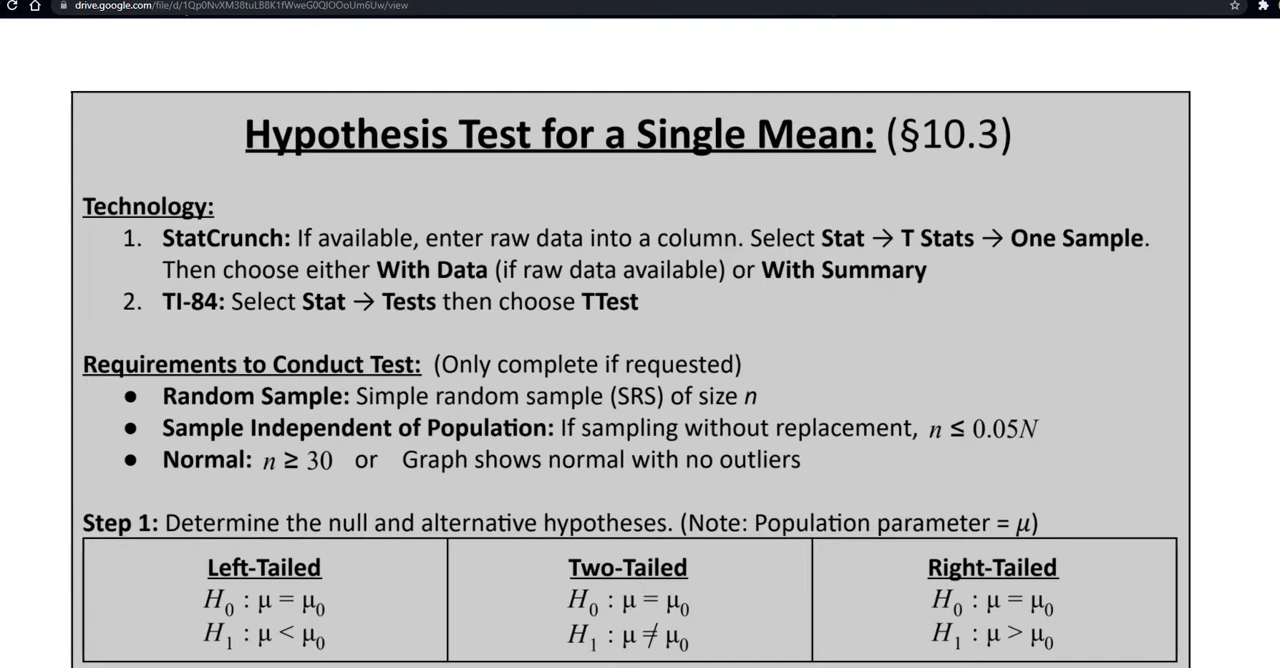 drive.google.com/file/d/1Qp0NvXM38tuLB8K1fWweG0QIOOoUm6Uw/view
Hypothesis Test for a Single Mean: (§10.3)
Technology:
1. StatCrunch: If available, enter raw data into a column. Select Stat → T Stats → One Sample.
Then choose either With Data (if raw data available) or With Summary
2. TI-84: Select Stat → Tests then choose TTest
Requirements to Conduct Test: (Only complete if requested)
● Random Sample: Simple random sample (SRS) of size n
● Sample Independent of Population: If sampling without replacement, n ≤ 0.05N
● Normal: n ≥ 30 or Graph shows normal with no outliers
Step 1: Determine the null and alternative hypotheses. (Note: Population parameter = μ)
Left-Tailed Two-Tailed Right-Tailed
H₀ : μ = μ₀ H₀ : μ = μ₀ H₀ : μ = μ₀
H₁ : μ < μ₀ H₁ : μ ≠ μ₀ H₁ : μ > μ₀